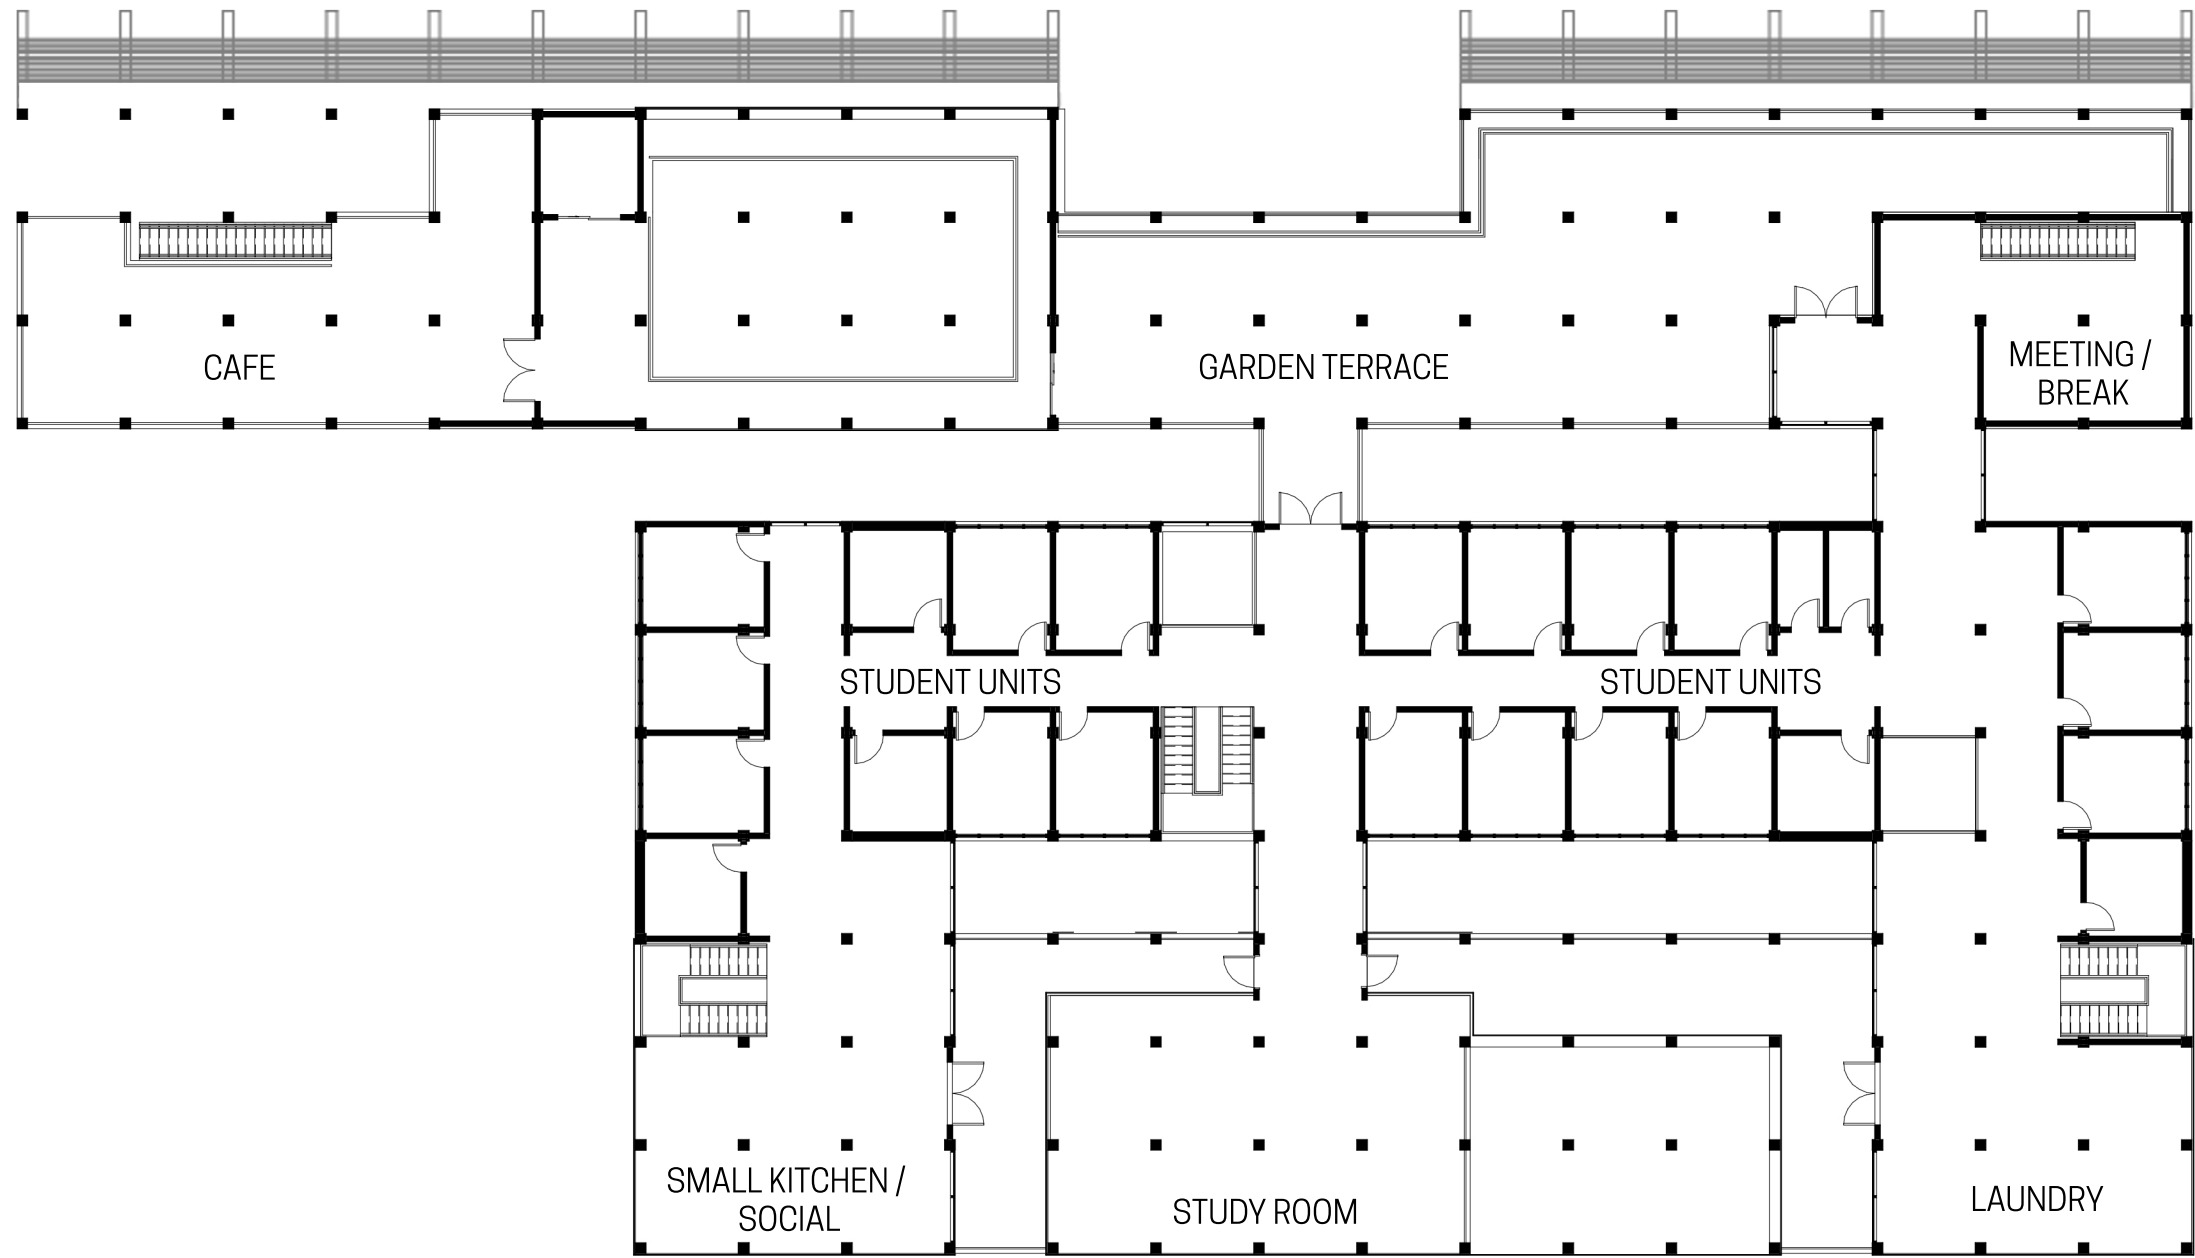 CAFE
GARDEN TERRACE
MEETING /
BREAK
STUDENT UNITS
STUDENT UNITS
SMALL KITCHEN /
SOCIAL
STUDY ROOM
LAUNDRY